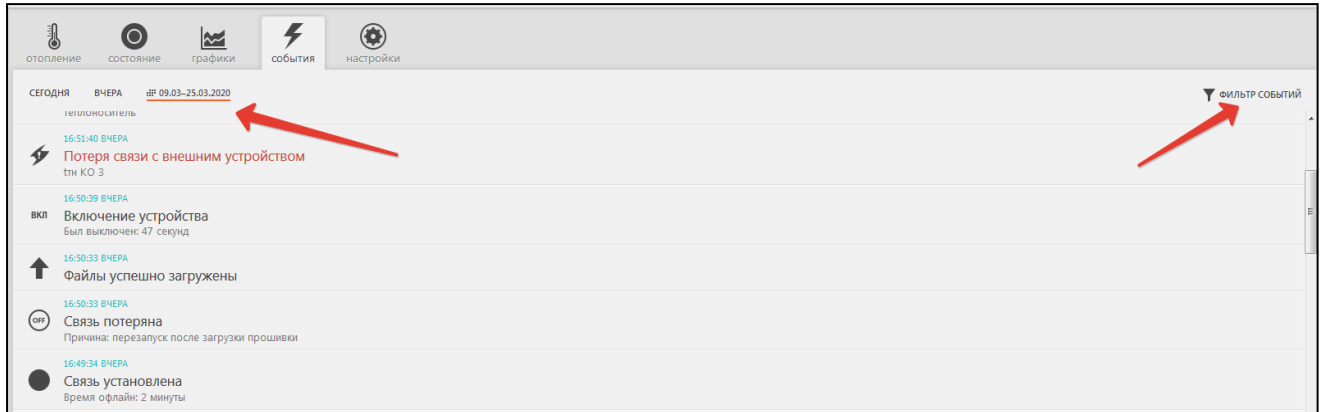 отопление состояние графики события настройки
СЕГОДНЯ ВЧЕРА 09.03–25.03.2020 ФИЛЬТР СОБЫТИЙ
теплоноситель
16:51:40 ВЧЕРА
Потеря связи с внешним устройством
ттн КО 3
16:50:39 ВЧЕРА
ВКЛ Включение устройства
Был выключен: 47 секунд
16:50:33 ВЧЕРА
Файлы успешно загружены
16:50:33 ВЧЕРА
OFF Связь потеряна
Причина: перезапуск после загрузки прошивки
16:49:34 ВЧЕРА
Связь установлена
Время офлайн: 2 минуты